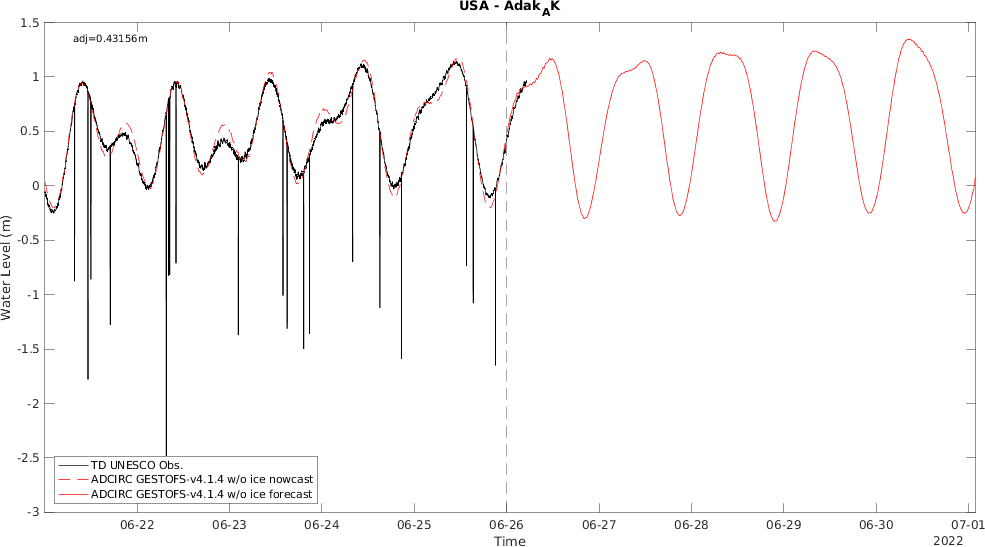 USA - Adak_AK
adj=0.43156m
1.5
1
0.5
0
-0.5
-1
-1.5
-2
-2.5
-3
Water Level (m)
TD UNESCO Obs.
ADCIRC GESTOFS-v4.1.4 w/o ice nowcast
ADCIRC GESTOFS-v4.1.4 w/o ice forecast
06-22 06-23 06-24 06-25 06-26 06-27 06-28 06-29 06-30 07-01
Time
2022